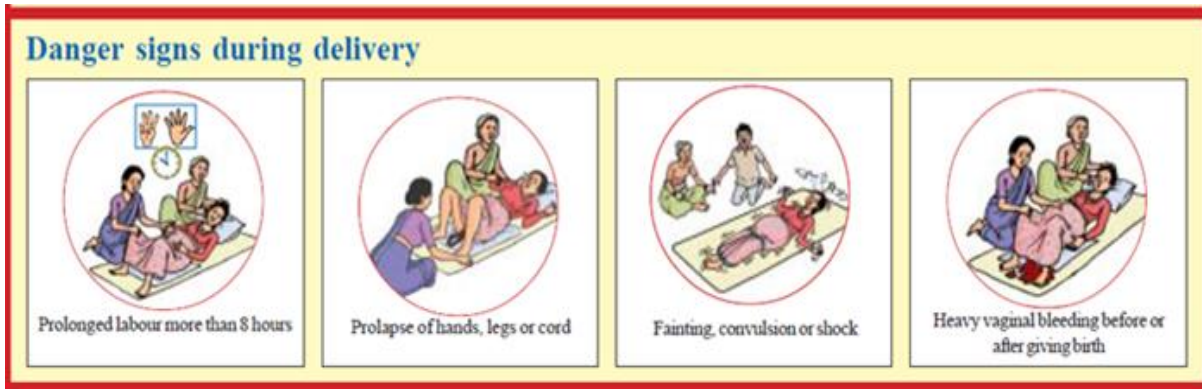 Danger signs during delivery
Prolonged labour more than 8 hours
Prolapse of hands, legs or cord
Fainting, convulsion or shock
Heavy vaginal bleeding before or
after giving birth